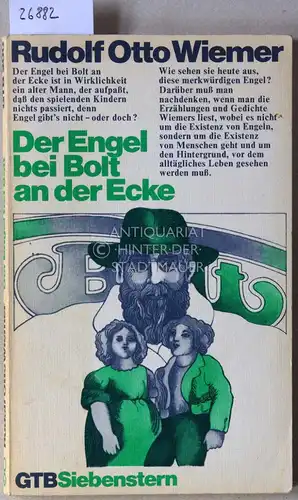 26882
Rudolf Otto Wiemer
Der Engel bei Bolt an
der Ecke ist in Wirklichkeit
ein alter Mann, der aufpaßt,
daß den spielenden Kindern
nichts passiert, denn
Engel gibt's nicht – oder doch?
Wie sehen sie heute aus,
diese merkwürdigen Engel?
Darüber muß man
nachdenken, wenn man die
Erzählungen und Gedichte
Wiemers liest, wobei es nicht
um die Existenz von Engeln,
sondern um die Existenz
von Menschen geht und um
den Hintergrund, vor dem
alltägliches Leben gesehen
werden muß.
Der Engel
bei Bolt
an der Ecke
ANTIQUARIAT
HINTER DER
STADTMAUER
B lt
GTBSiebenstern